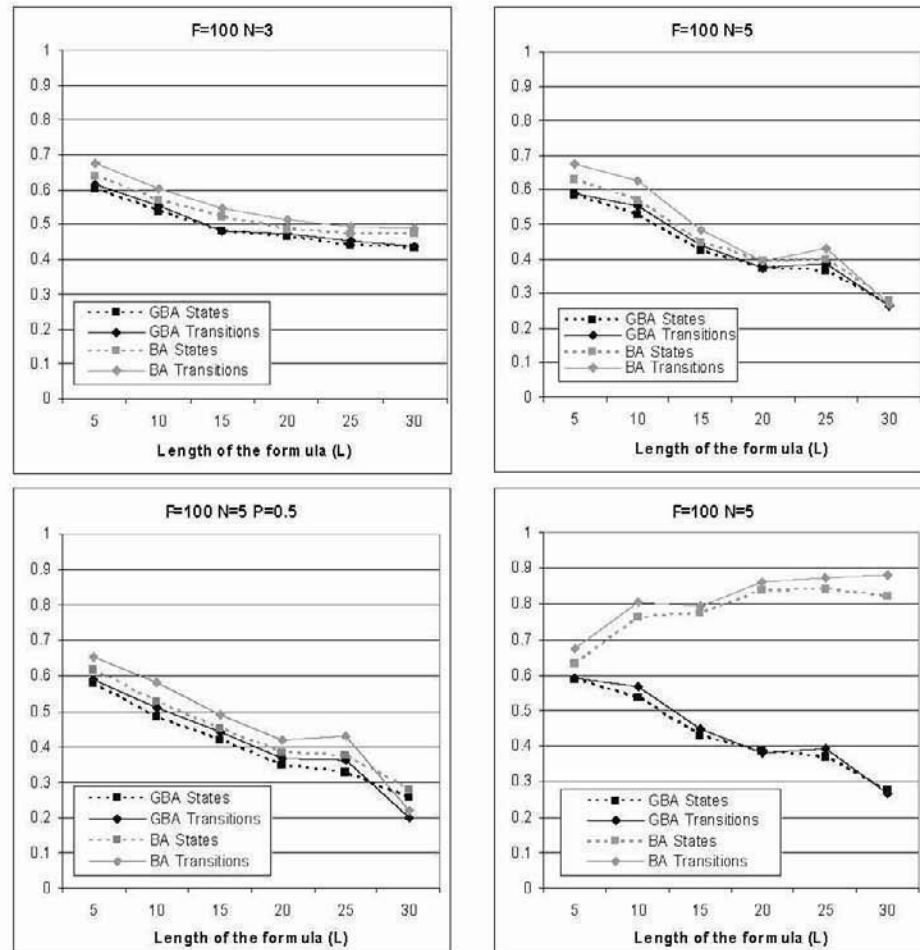 F=100 N=3
1
0.9
0.8
0.7
0.6
0.5
0.4
0.3
0.2
0.1
0
GBA States
GBA Transitions
BA States
BA Transitions
5 10 15 20 25 30
Length of the formula (L)
F=100 N=5
1
0.9
0.8
0.7
0.6
0.5
0.4
0.3
0.2
0.1
0
GBA States
GBA Transitions
BA States
BA Transitions
5 10 15 20 25 30
Length of the formula (L)
F=100 N=5 P=0.5
1
0.9
0.8
0.7
0.6
0.5
0.4
0.3
0.2
0.1
0
GBA States
GBA Transitions
BA States
BA Transitions
5 10 15 20 25 30
Length of the formula (L)
F=100 N=5
1
0.9
0.8
0.7
0.6
0.5
0.4
0.3
0.2
0.1
0
GBA States
GBA Transitions
BA States
BA Transitions
5 10 15 20 25 30
Length of the formula (L)